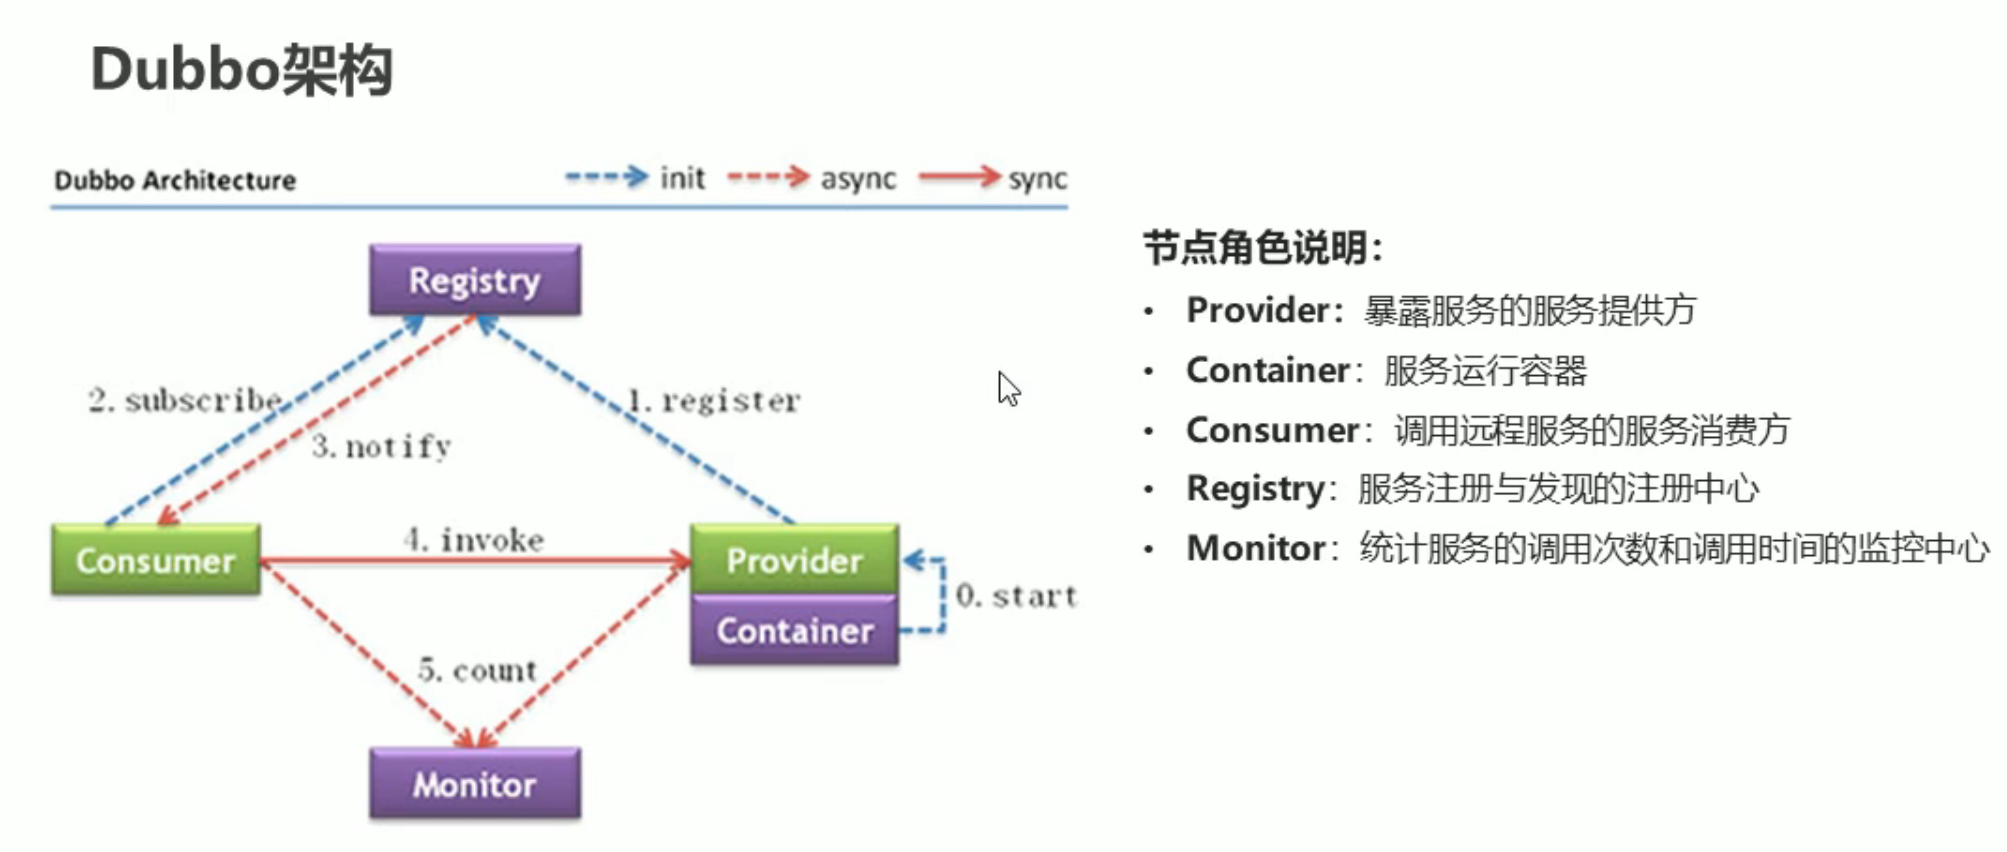 Dubbo架构
Dubbo Architecture
init
async
sync
Registry
2. subscribe
1. register
3. notify
4. invoke
Consumer
Provider
0. start
Container
5. count
Monitor
节点角色说明：
• Provider：暴露服务的服务提供方
• Container：服务运行容器
• Consumer：调用远程服务的服务消费方
• Registry：服务注册与发现的注册中心
• Monitor：统计服务的调用次数和调用时间的监控中心